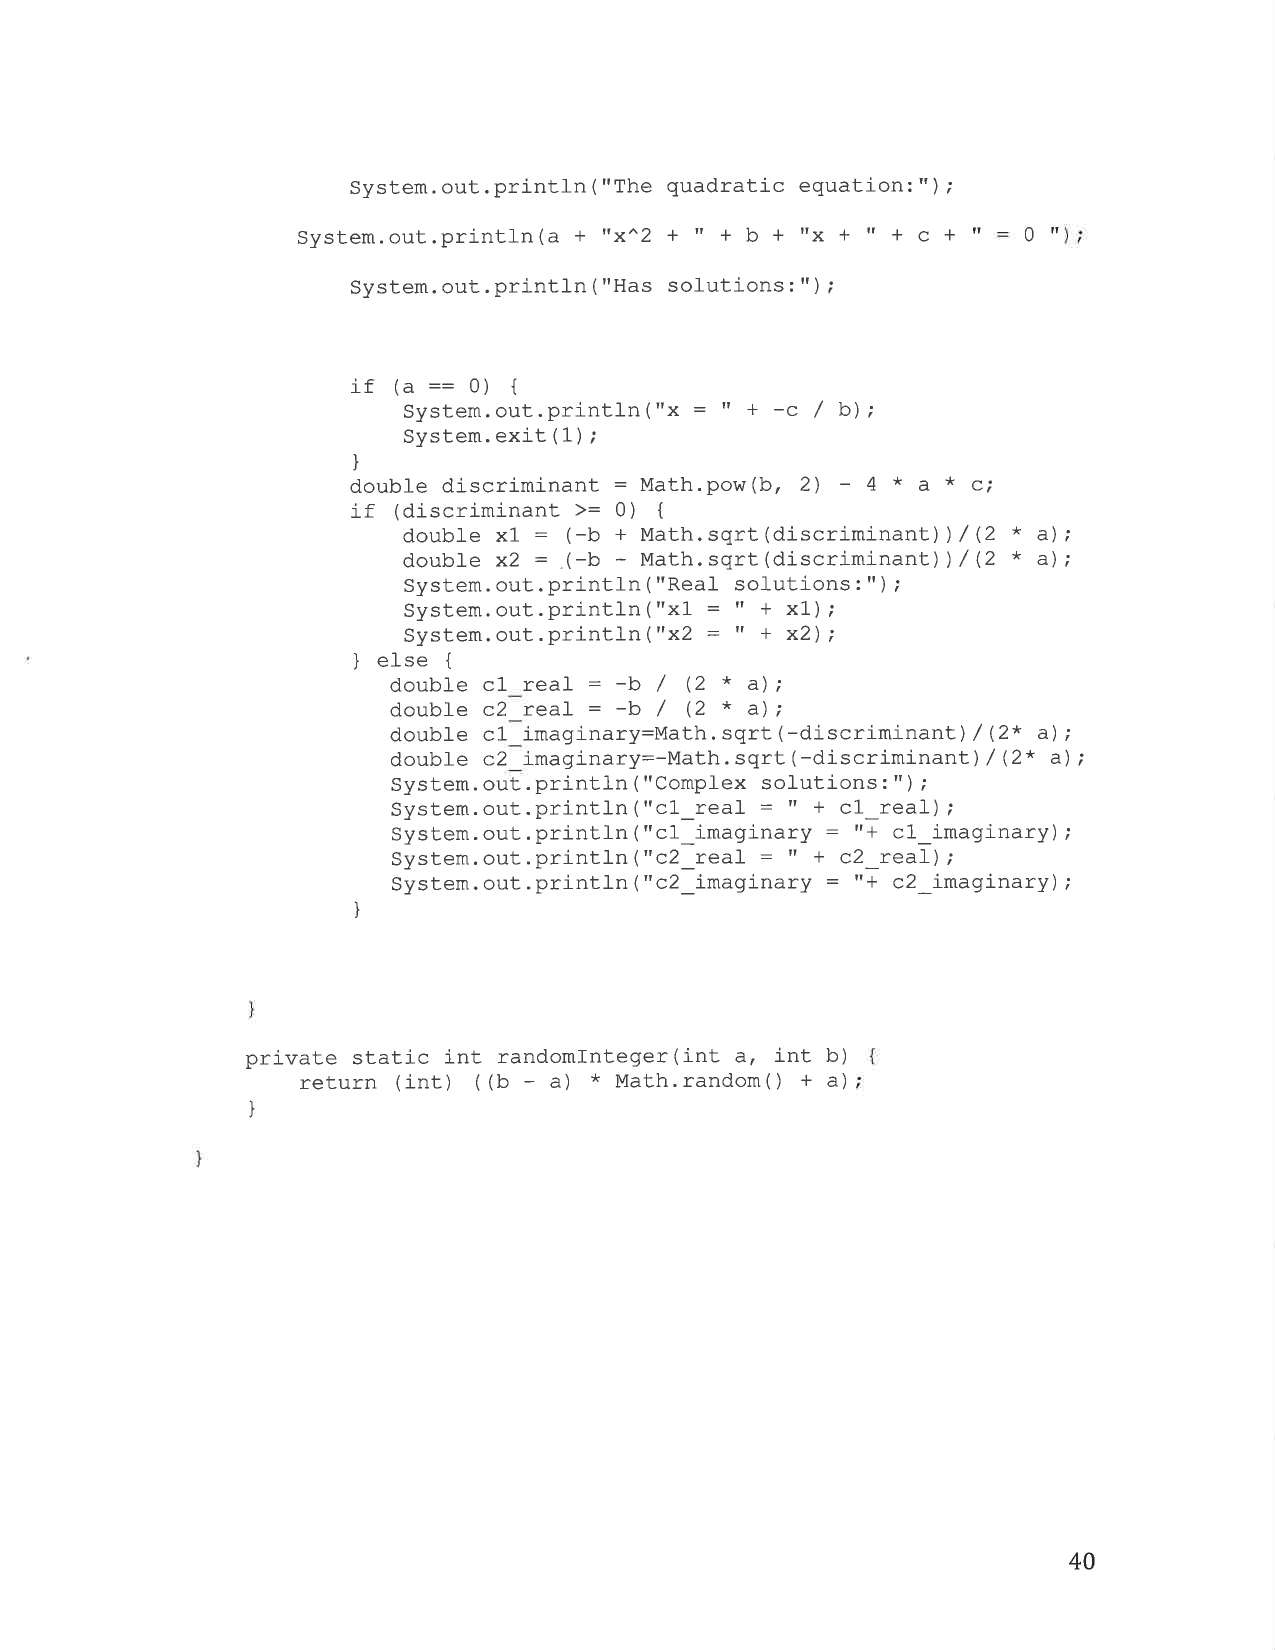 System.out.println("The quadratic equation:");
System.out.println(a + "x^2 + " + b + "x + " + c + " = 0 ");
System.out.println("Has solutions:");
if (a == 0) {
System.out.println("x = " + -c / b);
System.exit(1);
}
double discriminant = Math.pow(b, 2) - 4 * a * c;
if (discriminant >= 0) {
double x1 = (-b + Math.sqrt(discriminant))/(2 * a);
double x2 = (-b - Math.sqrt(discriminant))/(2 * a);
System.out.println("Real solutions:");
System.out.println("x1 = " + x1);
System.out.println("x2 = " + x2);
} else {
double c1_real = -b / (2 * a);
double c2_real = -b / (2 * a);
double c1_imaginary=Math.sqrt(-discriminant)/(2* a);
double c2_imaginary=-Math.sqrt(-discriminant)/(2* a);
System.out.println("Complex solutions:");
System.out.println("c1_real = " + c1_real);
System.out.println("c1_imaginary = "+ c1_imaginary);
System.out.println("c2_real = " + c2_real);
System.out.println("c2_imaginary = "+ c2_imaginary);
}
}
private static int randomInteger(int a, int b) {
return (int) ((b - a) * Math.random() + a);
}
}
40